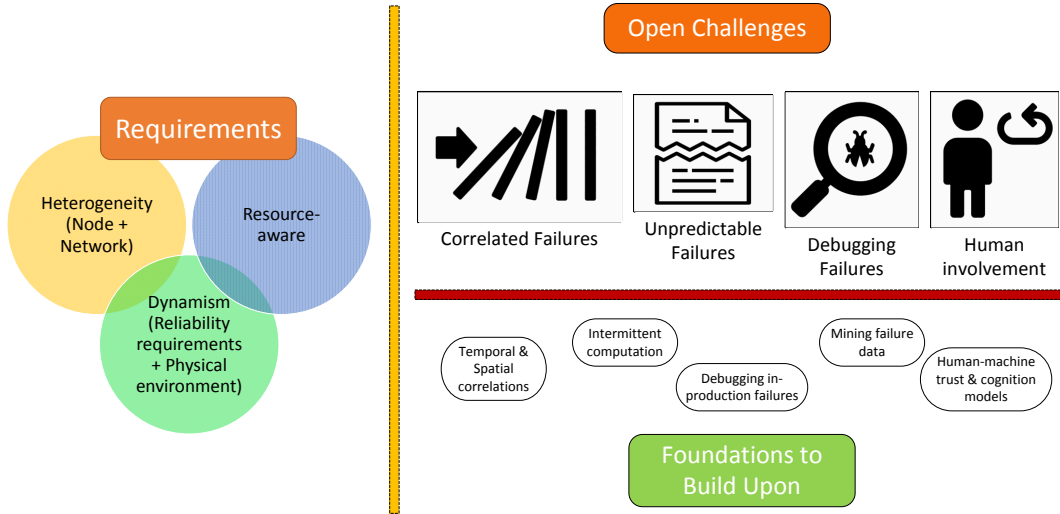 Requirements
Heterogeneity
(Node +
Network)
Resource-
aware
Dynamism
(Reliability
requirements
+ Physical
environment)
Open Challenges
Correlated Failures
Unpredictable
Failures
Debugging
Failures
Human
involvement
Temporal &
Spatial
correlations
Intermittent
computation
Debugging in-
production failures
Mining failure
data
Human-machine
trust & cognition
models
Foundations to
Build Upon